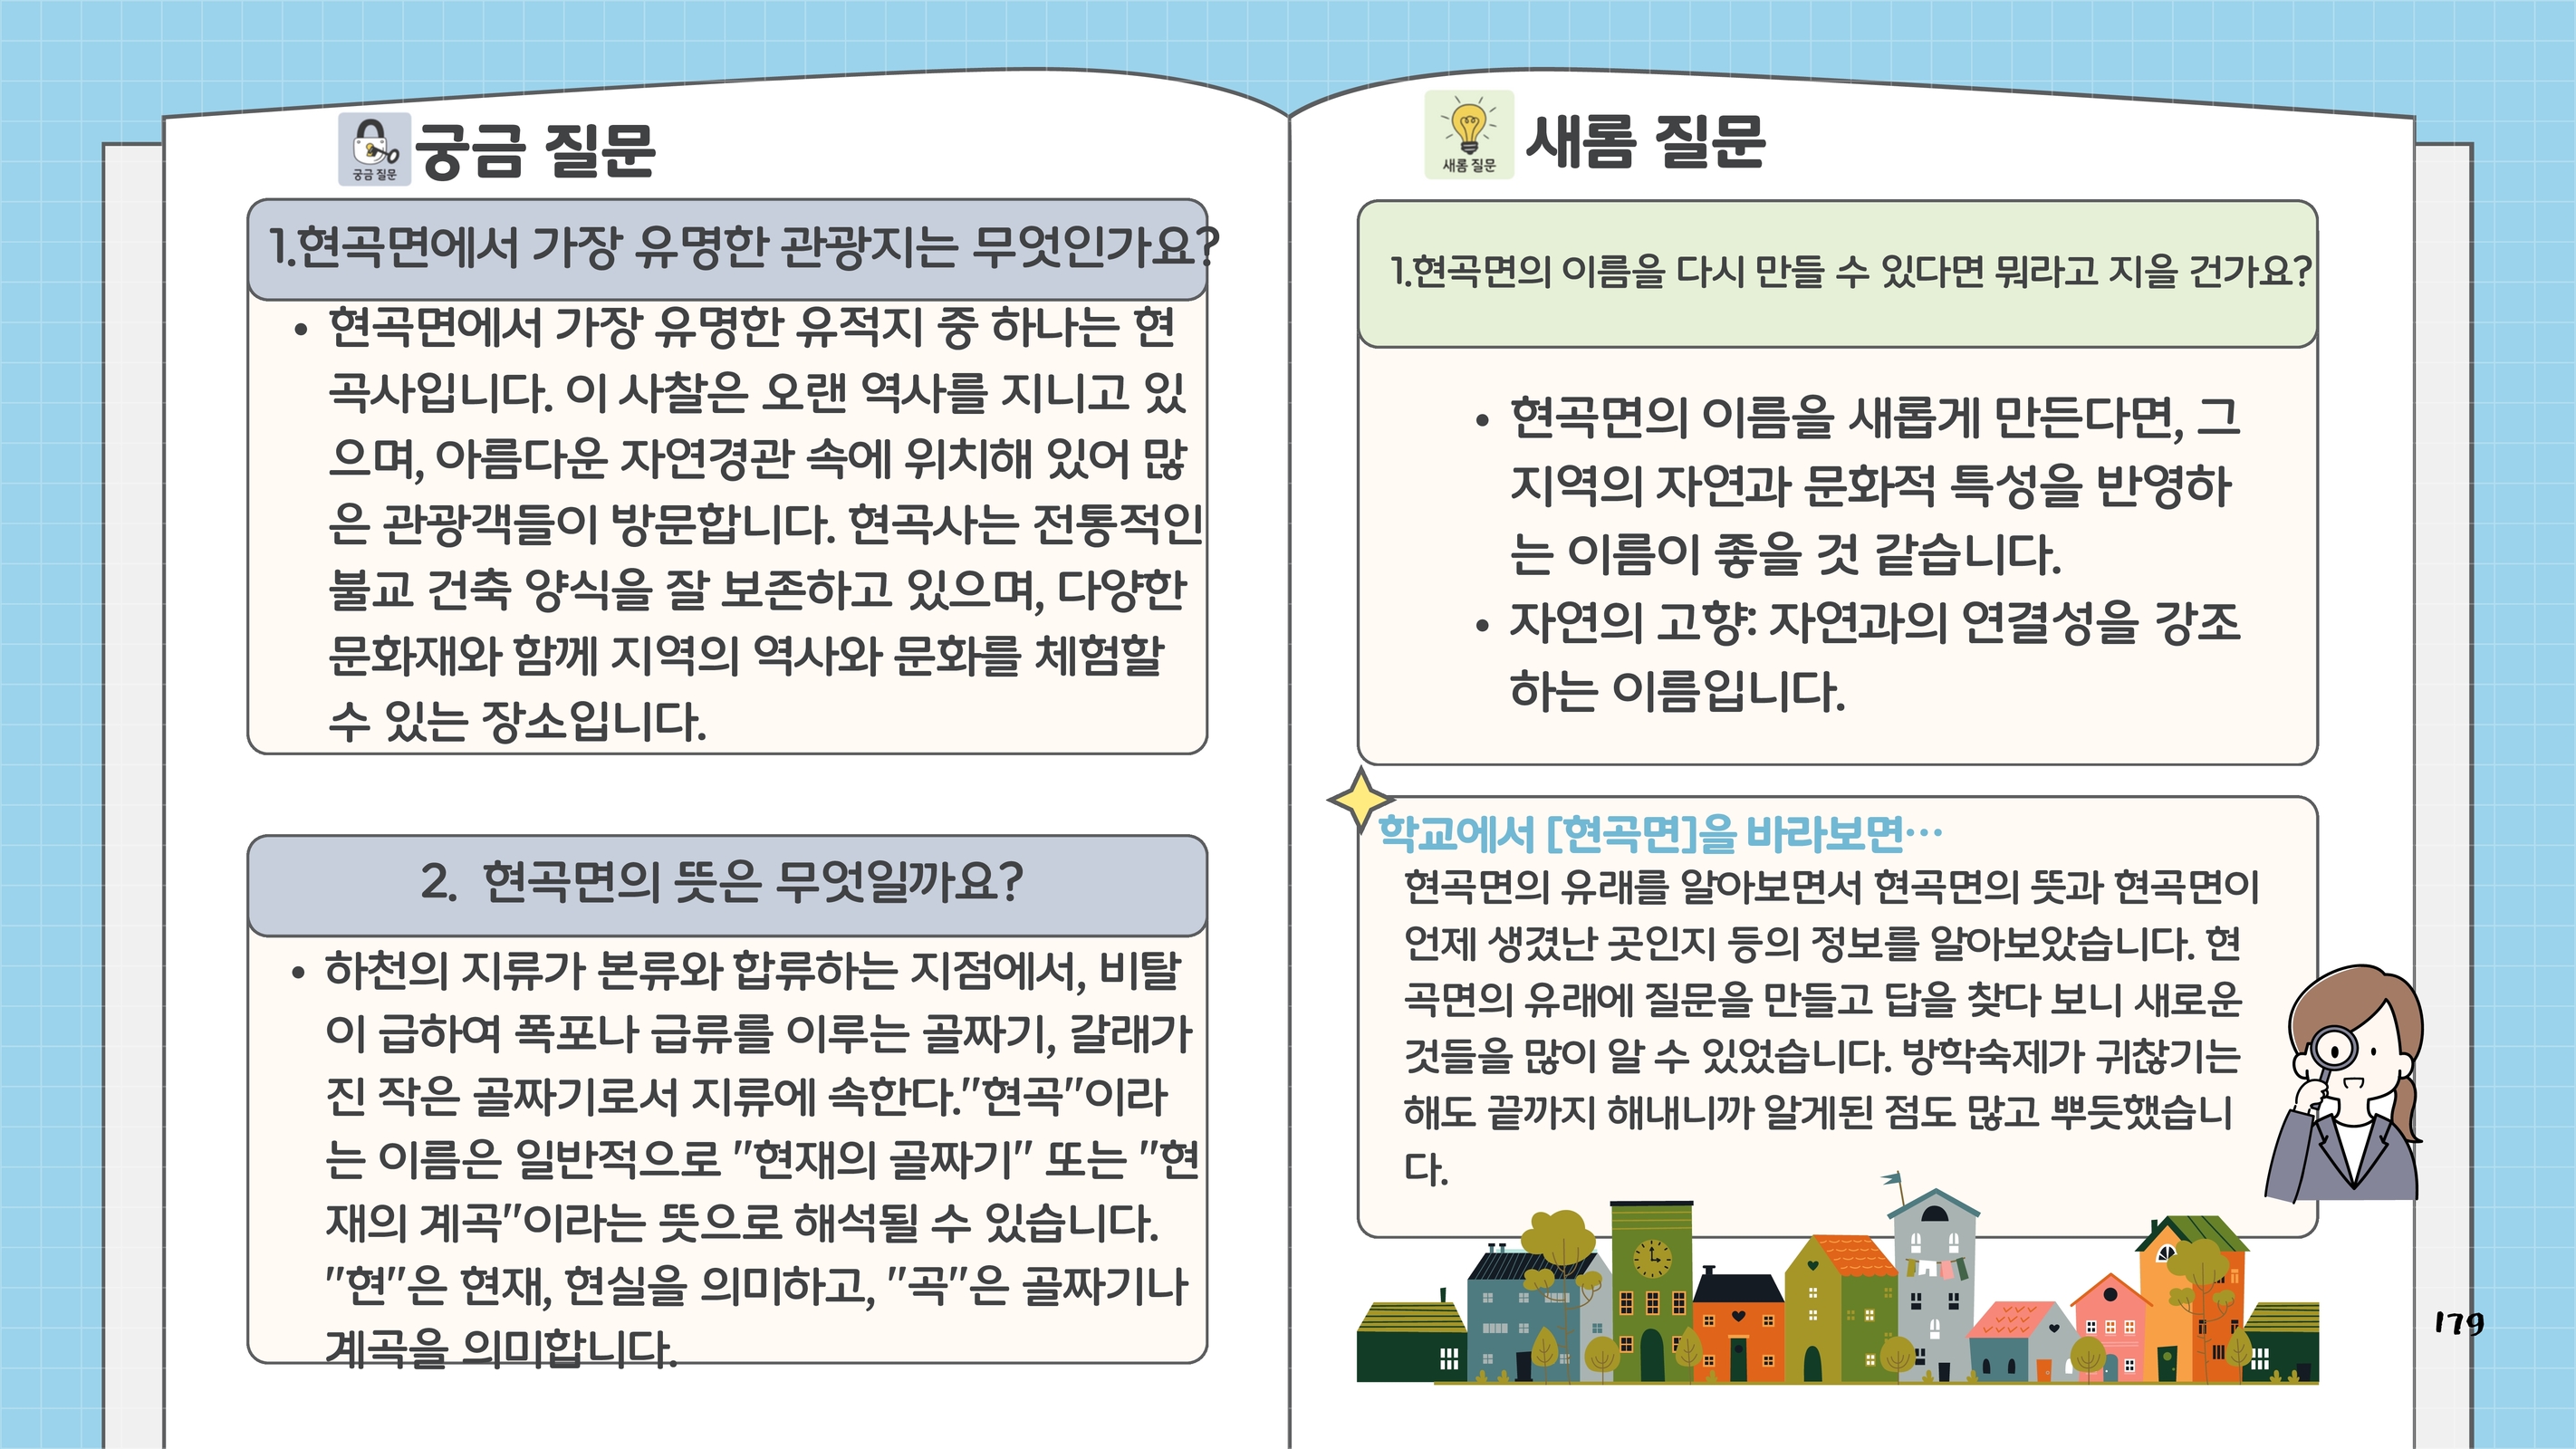 궁금 질문
궁금 질문
1.현곡면에서 가장 유명한 관광지는 무엇인가요?
• 현곡면에서 가장 유명한 유적지 중 하나는 현
곡사입니다. 이 사찰은 오랜 역사를 지니고 있
으며, 아름다운 자연경관 속에 위치해 있어 많
은 관광객들이 방문합니다. 현곡사는 전통적인
불교 건축 양식을 잘 보존하고 있으며, 다양한
문화재와 함께 지역의 역사와 문화를 체험할
수 있는 장소입니다.
2. 현곡면의 뜻은 무엇일까요?
• 하천의 지류가 본류와 합류하는 지점에서, 비탈
이 급하여 폭포나 급류를 이루는 골짜기, 갈래가
진 작은 골짜기로서 지류에 속한다."현곡"이라
는 이름은 일반적으로 "현재의 골짜기" 또는 "현
재의 계곡"이라는 뜻으로 해석될 수 있습니다.
"현"은 현재, 현실을 의미하고, "곡"은 골짜기나
계곡을 의미합니다.
새롬 질문
새롬 질문
1.현곡면의 이름을 다시 만들 수 있다면 뭐라고 지을 건가요?
• 현곡면의 이름을 새롭게 만든다면, 그
지역의 자연과 문화적 특성을 반영하
는 이름이 좋을 것 같습니다.
• 자연의 고향: 자연과의 연결성을 강조
하는 이름입니다.
학교에서 [현곡면]을 바라보면…
현곡면의 유래를 알아보면서 현곡면의 뜻과 현곡면이
언제 생겼난 곳인지 등의 정보를 알아보았습니다. 현
곡면의 유래에 질문을 만들고 답을 찾다 보니 새로운
것들을 많이 알 수 있었습니다. 방학숙제가 귀찮기는
해도 끝까지 해내니까 알게된 점도 많고 뿌듯했습니
다.
179